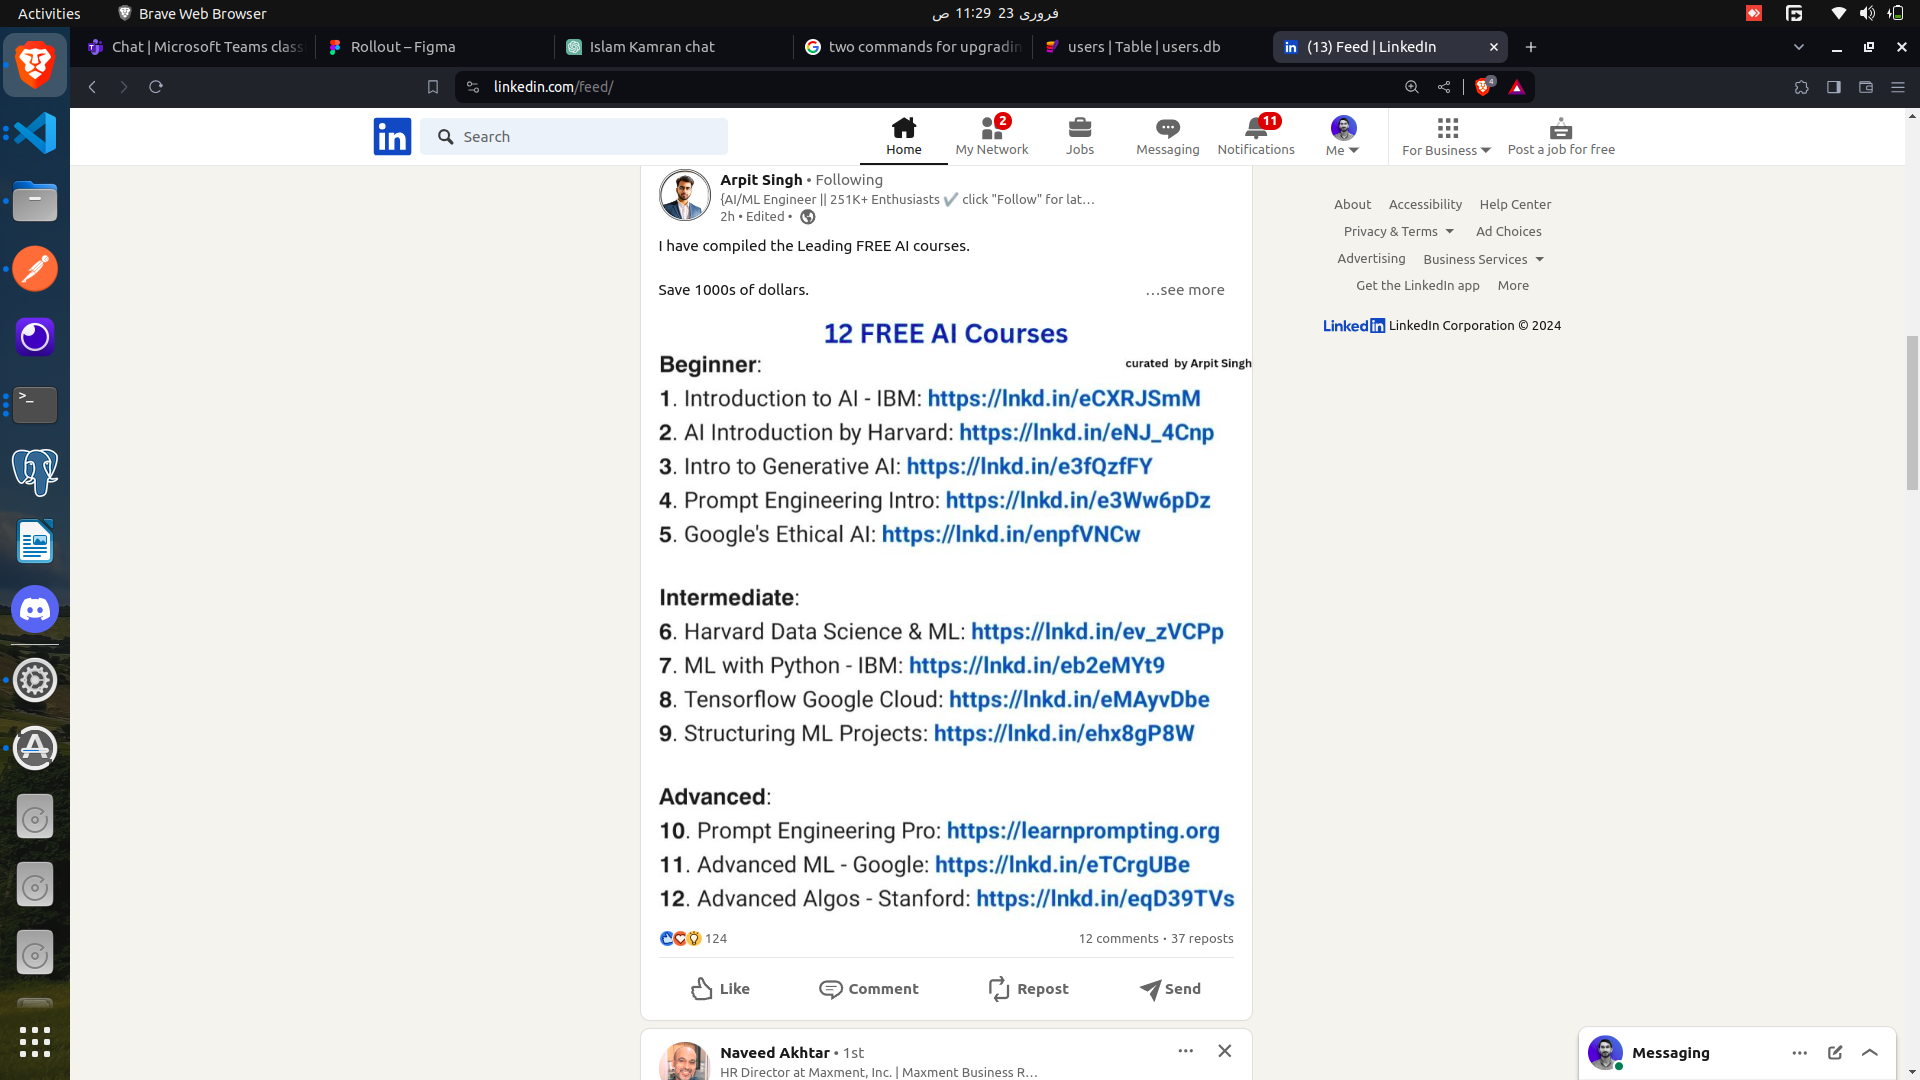 Activities
Brave Web Browser
فروری 23 11:29 ص
Chat | Microsoft Teams class
Rollout – Figma
Islam Kamran chat
two commands for upgradin
users | Table | users.db
(13) Feed | LinkedIn
linkedin.com/feed/
4
in
Search
Home
2
My Network
Jobs
Messaging
11
Notifications
Me
For Business
Post a job for free
Arpit Singh • Following
{AI/ML Engineer || 251K+ Enthusiasts ✔️ click "Follow" for lat…
2h • Edited •
I have compiled the Leading FREE AI courses.
Save 1000s of dollars.
…see more
12 FREE AI Courses
Beginner:
curated by Arpit Singh
1. Introduction to AI - IBM: https://lnkd.in/eCXRJSmM
2. AI Introduction by Harvard: https://lnkd.in/eNJ_4Cnp
3. Intro to Generative AI: https://lnkd.in/e3fQzfFY
4. Prompt Engineering Intro: https://lnkd.in/e3Ww6pDz
5. Google's Ethical AI: https://lnkd.in/enpfVNCw
Intermediate:
6. Harvard Data Science & ML: https://lnkd.in/ev_zVCPp
7. ML with Python - IBM: https://lnkd.in/eb2eMYt9
8. Tensorflow Google Cloud: https://lnkd.in/eMAyvDbe
9. Structuring ML Projects: https://lnkd.in/ehx8gP8W
Advanced:
10. Prompt Engineering Pro: https://learnprompting.org
11. Advanced ML - Google: https://lnkd.in/eTCrgUBe
12. Advanced Algos - Stanford: https://lnkd.in/eqD39TVs
124
12 comments • 37 reposts
Like
Comment
Repost
Send
Naveed Akhtar • 1st
HR Director at Maxment, Inc. | Maxment Business R…
About Accessibility Help Center
Privacy & Terms Ad Choices
Advertising Business Services
Get the LinkedIn app More
LinkedIn LinkedIn Corporation © 2024
Messaging